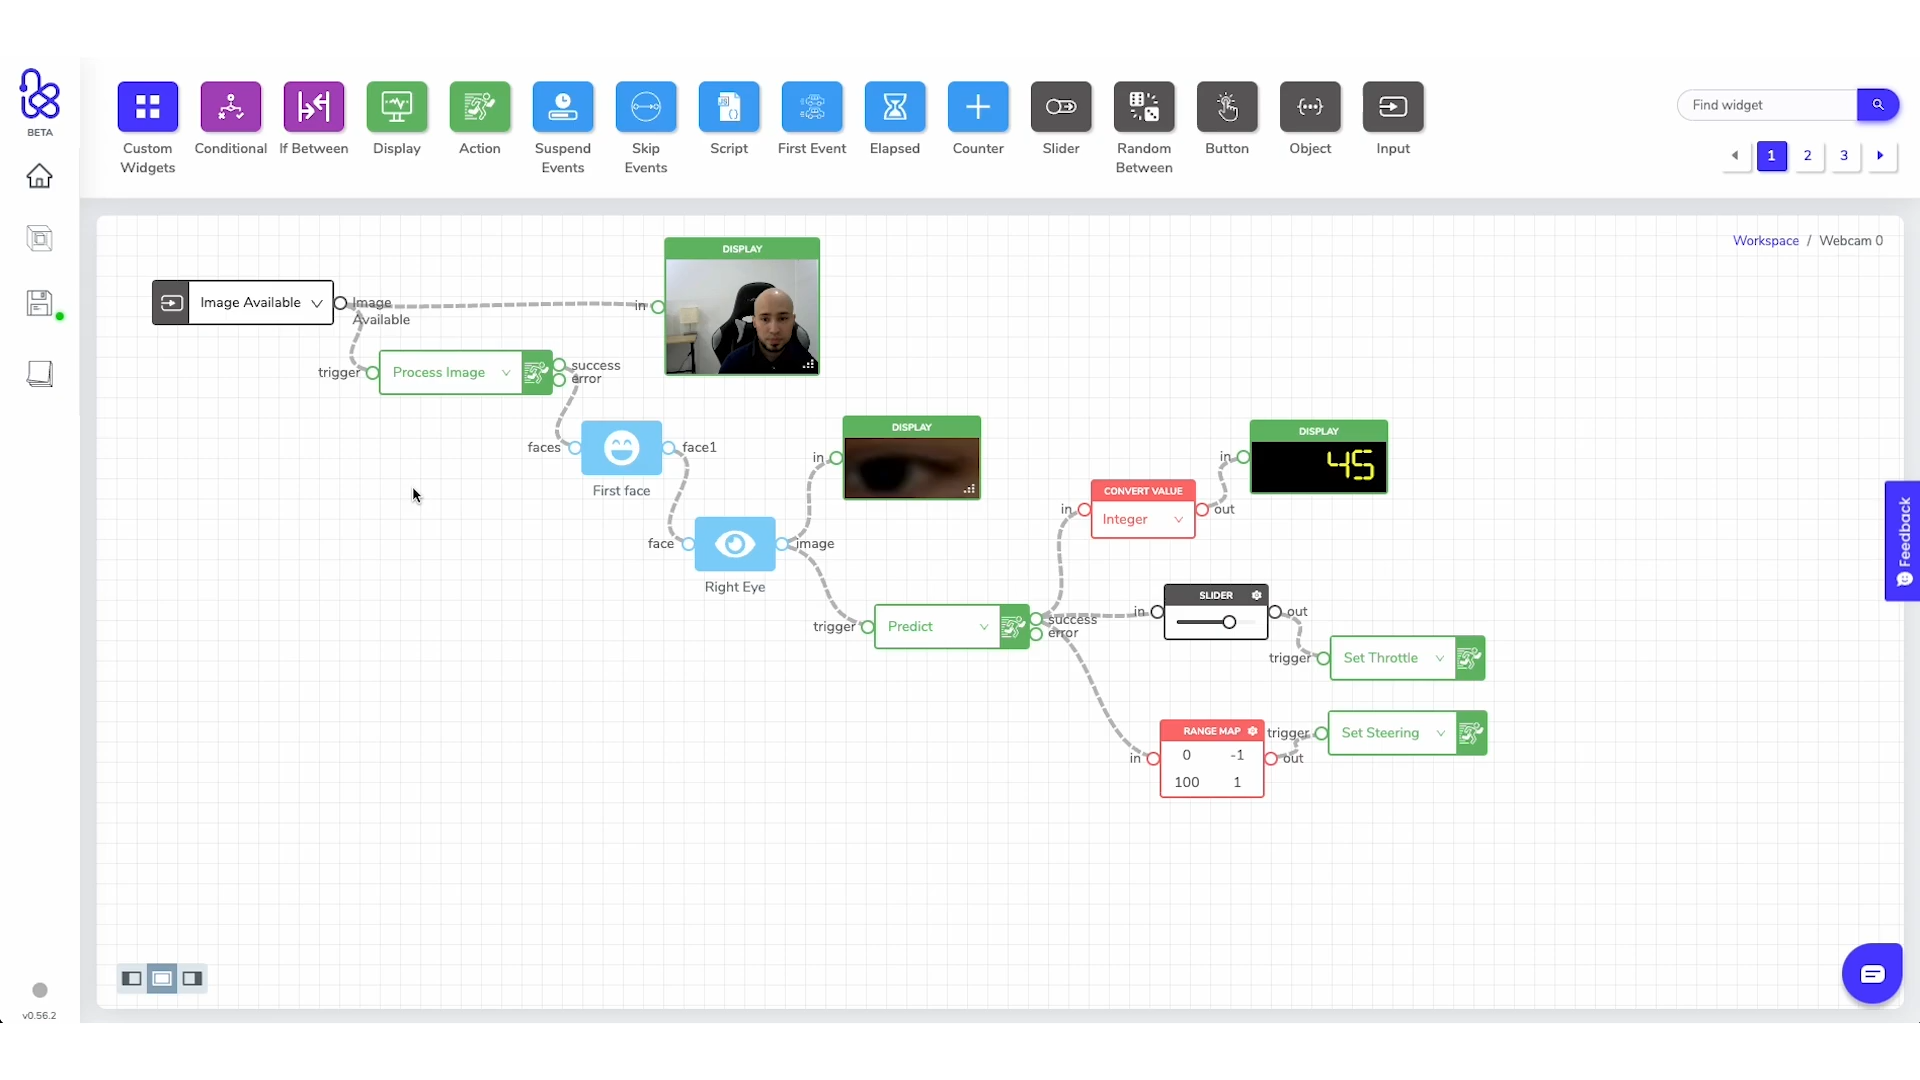 BETA
Custom
Widgets
Conditional
If Between
Display
Action
Suspend
Events
Skip
Events
Script
First Event
Elapsed
Counter
Slider
Random
Between
Button
Object
Input
Find widget
1
2
3
Workspace / Webcam 0
DISPLAY
Image Available
Image
Available
in
trigger
Process Image
success
error
faces
face1
First face
DISPLAY
in
face
image
Right Eye
DISPLAY
in
45
CONVERT VALUE
in
Integer
out
trigger
Predict
success
error
SLIDER
in
out
trigger
Set Throttle
RANGE MAP
in
0 -1
100 1
out
trigger
Set Steering
Feedback
v0.56.2